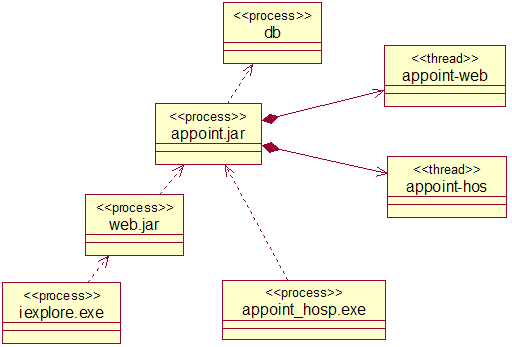 <<process>>
db
<<thread>>
appoint-web
<<process>>
appoint.jar
<<thread>>
appoint-hos
<<process>>
web.jar
<<process>>
iexplore.exe
<<process>>
appoint_hosp.exe